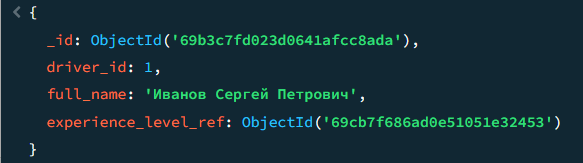 < {
_id: ObjectId('69b3c7fd023d0641afcc8ada'),
driver_id: 1,
full_name: 'Иванов Сергей Петрович',
experience_level_ref: ObjectId('69cb7f686ad0e51051e32453')
}